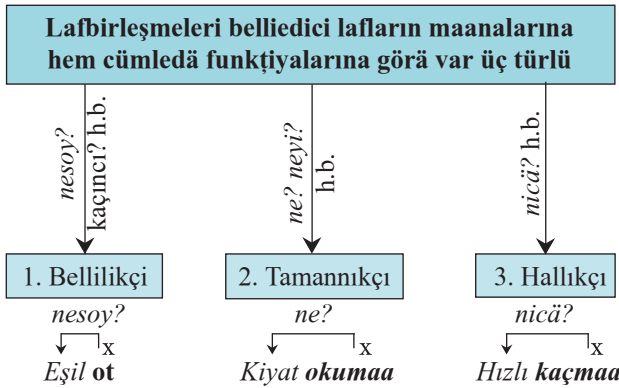 Lafbirleşmeleri belliedici lafların maanalarına
hem cümledä funkțiyalarına görä var üç türlü
nesoy?
kaçıncı? h.b.
ne? neyi?
h.b.
nicä? h.b.
1. Bellilikçi
2. Tamannıkçı
3. Hallıkçı
nesoy?
ne?
nicä?
x
x
x
Eşil ot
Kiyat okumaa
Hızlı kaçmaa